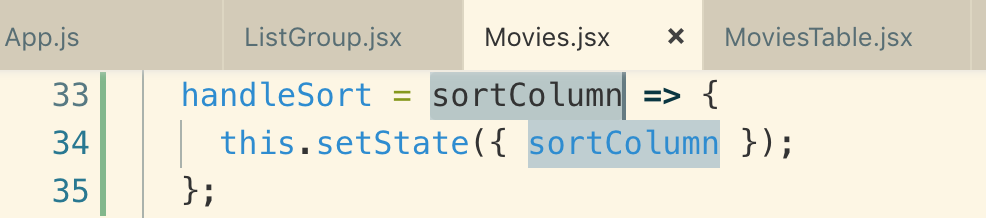 App.js ListGroup.jsx Movies.jsx × MoviesTable.jsx
33 handleSort = sortColumn => {
34 this.setState({ sortColumn });
35 };